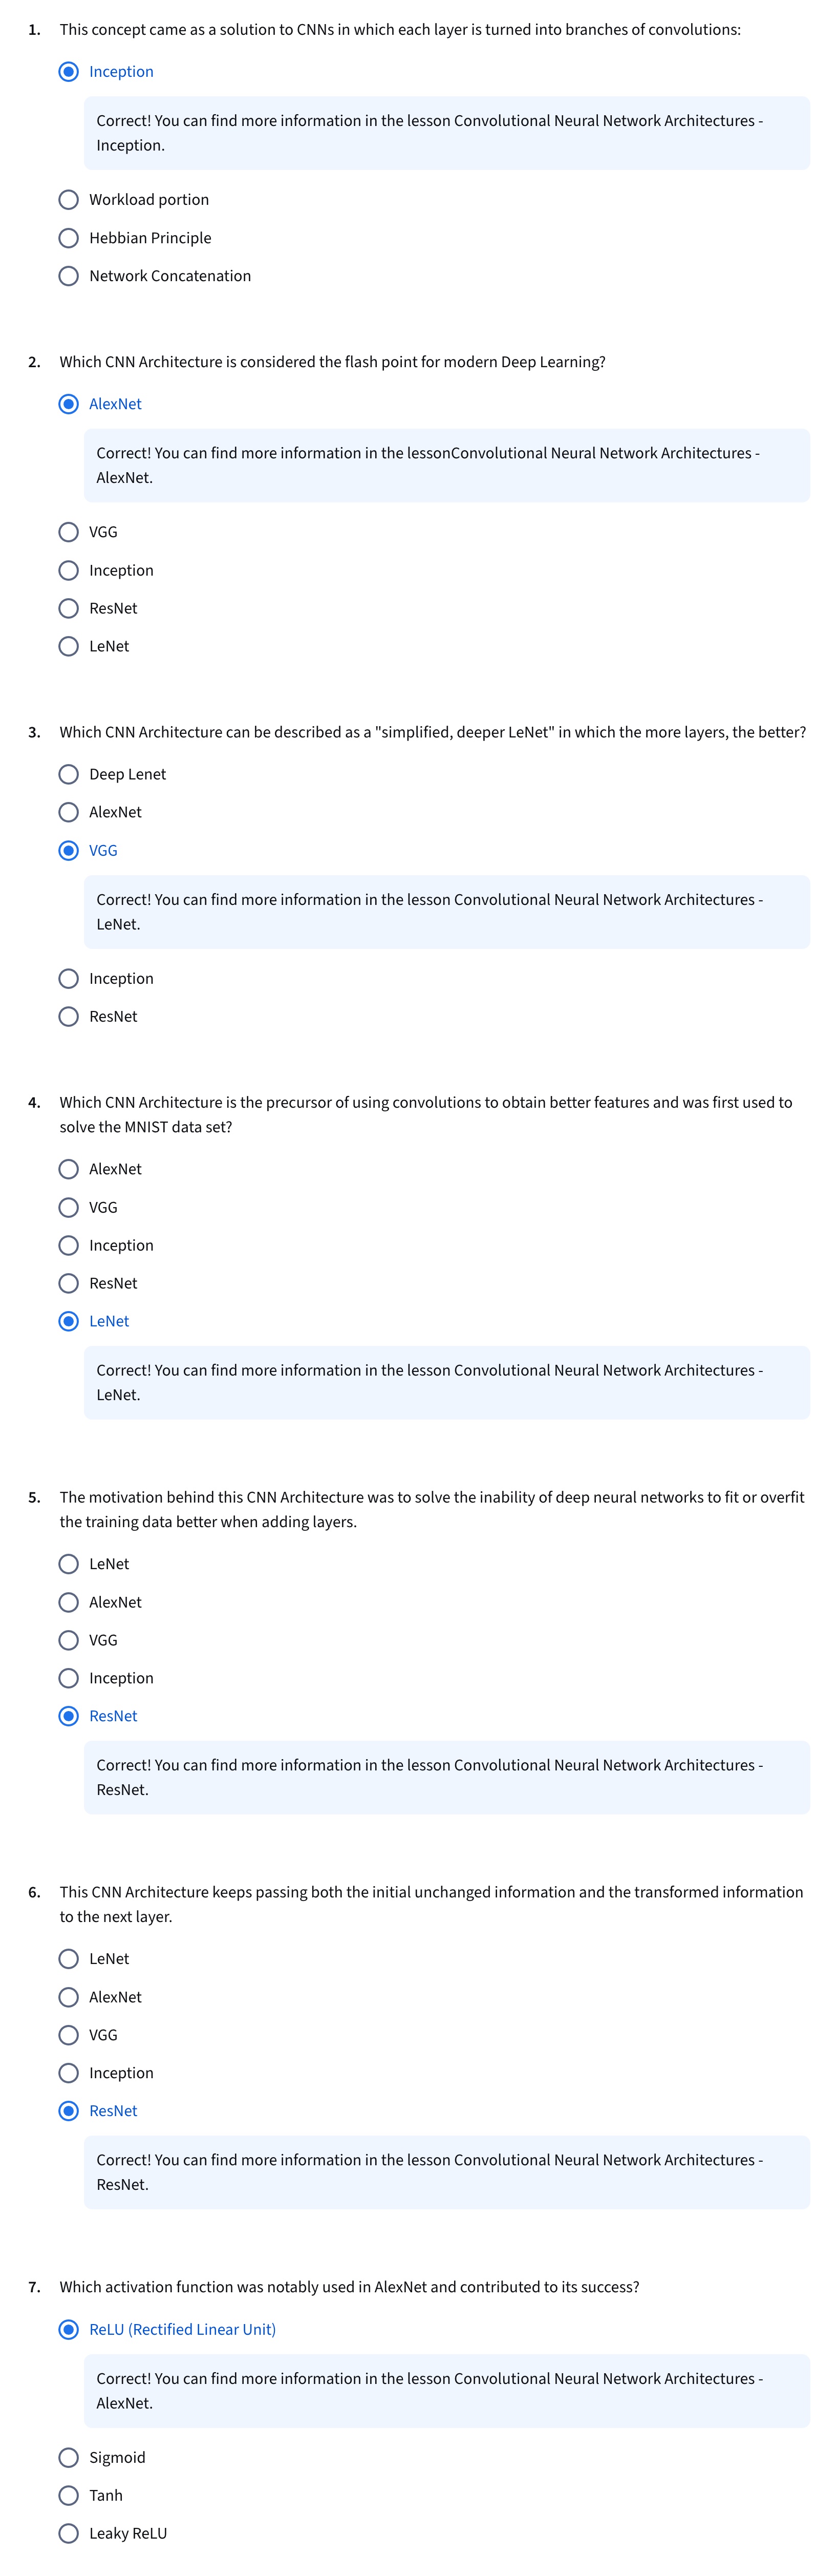 1. This concept came as a solution to CNNs in which each layer is turned into branches of convolutions:
Inception
Correct! You can find more information in the lesson Convolutional Neural Network Architectures -
Inception.
Workload portion
Hebbian Principle
Network Concatenation
2. Which CNN Architecture is considered the flash point for modern Deep Learning?
AlexNet
Correct! You can find more information in the lessonConvolutional Neural Network Architectures -
AlexNet.
VGG
Inception
ResNet
LeNet
3. Which CNN Architecture can be described as a "simplified, deeper LeNet" in which the more layers, the better?
Deep Lenet
AlexNet
VGG
Correct! You can find more information in the lesson Convolutional Neural Network Architectures -
LeNet.
Inception
ResNet
4. Which CNN Architecture is the precursor of using convolutions to obtain better features and was first used to
solve the MNIST data set?
AlexNet
VGG
Inception
ResNet
LeNet
Correct! You can find more information in the lesson Convolutional Neural Network Architectures -
LeNet.
5. The motivation behind this CNN Architecture was to solve the inability of deep neural networks to fit or overfit
the training data better when adding layers.
LeNet
AlexNet
VGG
Inception
ResNet
Correct! You can find more information in the lesson Convolutional Neural Network Architectures -
ResNet.
6. This CNN Architecture keeps passing both the initial unchanged information and the transformed information
to the next layer.
LeNet
AlexNet
VGG
Inception
ResNet
Correct! You can find more information in the lesson Convolutional Neural Network Architectures -
ResNet.
7. Which activation function was notably used in AlexNet and contributed to its success?
ReLU (Rectified Linear Unit)
Correct! You can find more information in the lesson Convolutional Neural Network Architectures -
AlexNet.
Sigmoid
Tanh
Leaky ReLU